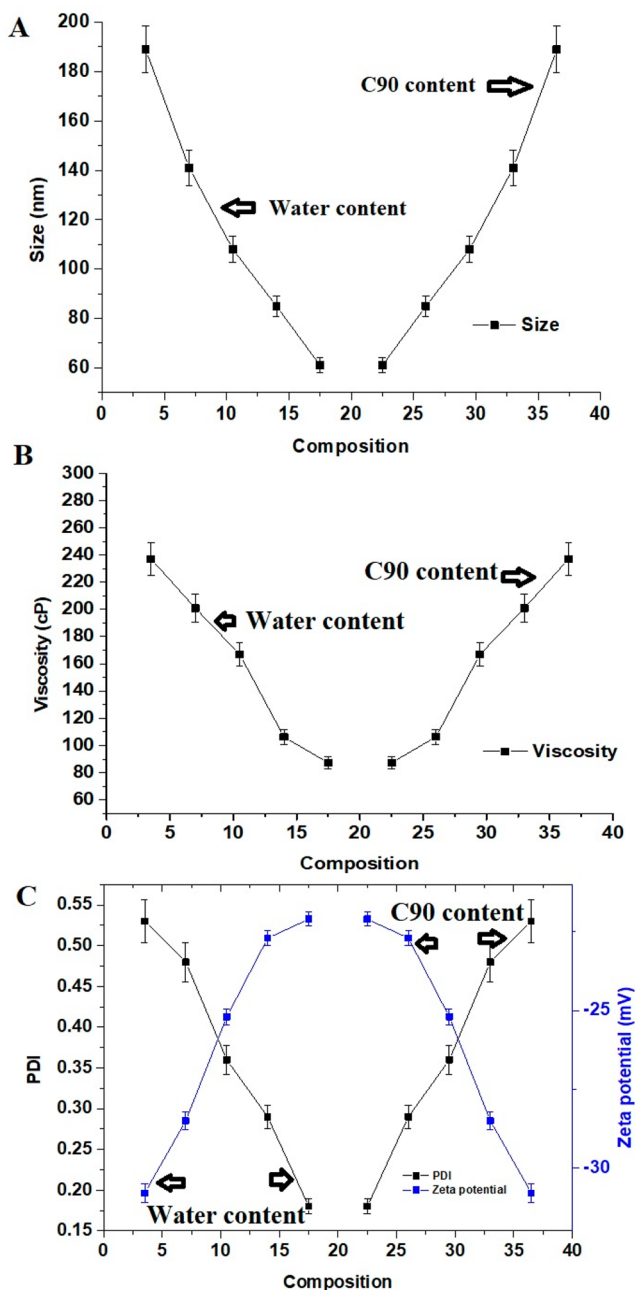 A
200
180
160
140
120
100
80
60
Size (nm)
C90 content
Water content
Size
0 5 10 15 20 25 30 35 40
Composition
B
300
280
260
240
220
200
180
160
140
120
100
80
60
Viscosity (cP)
C90 content
Water content
Viscosity
0 5 10 15 20 25 30 35 40
Composition
C
0.55
0.50
0.45
0.40
0.35
0.30
0.25
0.20
0.15
PDI
C90 content
-25
-30
Zeta potential (mV)
PDI
Zeta potential
Water content
0 5 10 15 20 25 30 35 40
Composition